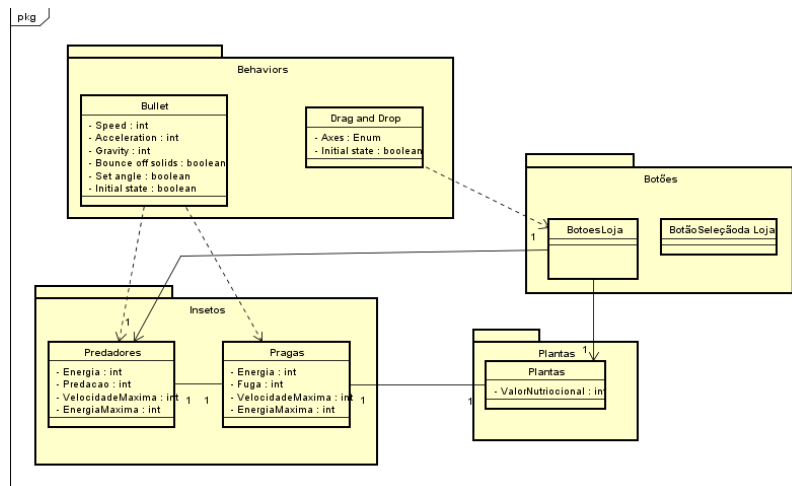 pkg
Behaviors
Bullet
- Speed : int
- Acceleration : int
- Gravity : int
- Bounce off solids : boolean
- Set angle : boolean
- Initial state : boolean
Drag and Drop
- Axes : Enum
- Initial state : boolean
Botões
BotoesLoja
BotãoSeleçãoda Loja
1
Insetos
1
Predadores
- Energia : int
- Predacao : int
- VelocidadeMaxima : int
- EnergiaMaxima : int
1
1
Pragas
- Energia : int
- Fuga : int
- VelocidadeMaxima : int
- EnergiaMaxima : int
1
1
Plantas
1
Plantas
- ValorNutriocional : int